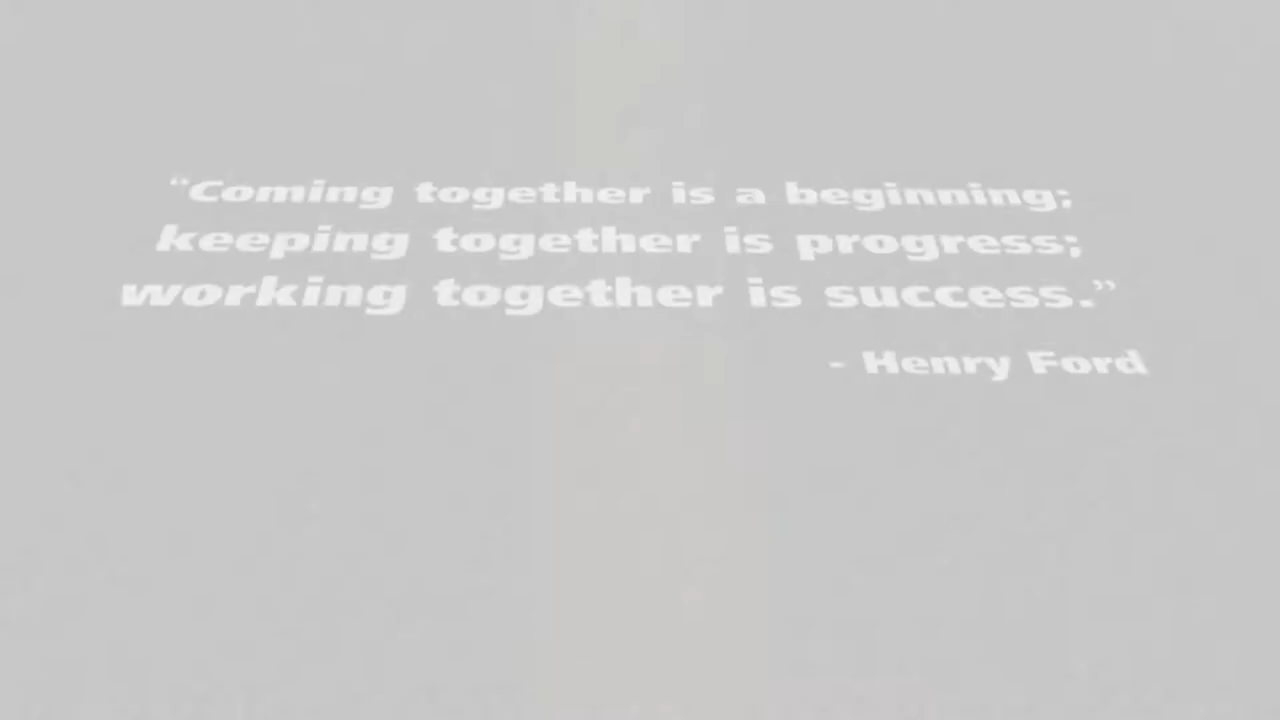 “Coming together is a beginning;
keeping together is progress;
working together is success.”
- Henry Ford